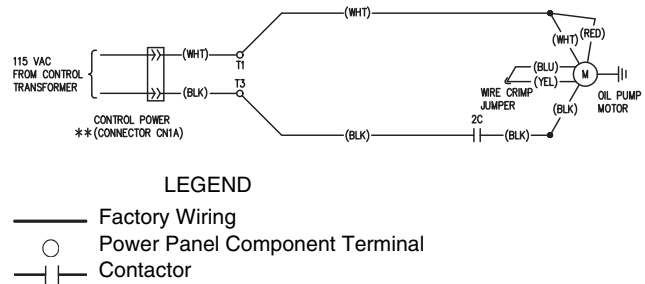 (WHT)
(WHT)
(RED)
115 VAC
FROM CONTROL
TRANSFORMER
(WHT)
T1
(BLU)
(YEL)
M
WIRE CRIMP
JUMPER
OIL PUMP
MOTOR
(BLK)
T3
(BLK)
CONTROL POWER
**(CONNECTOR CN1A)
2C
(BLK)
(BLK)
LEGEND
Factory Wiring
Power Panel Component Terminal
Contactor